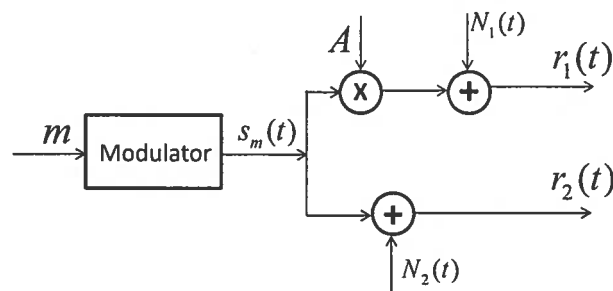 A
N₁(t)
r₁(t)
m
Modulator
sₘ(t)
x
+
r₂(t)
+
N₂(t)